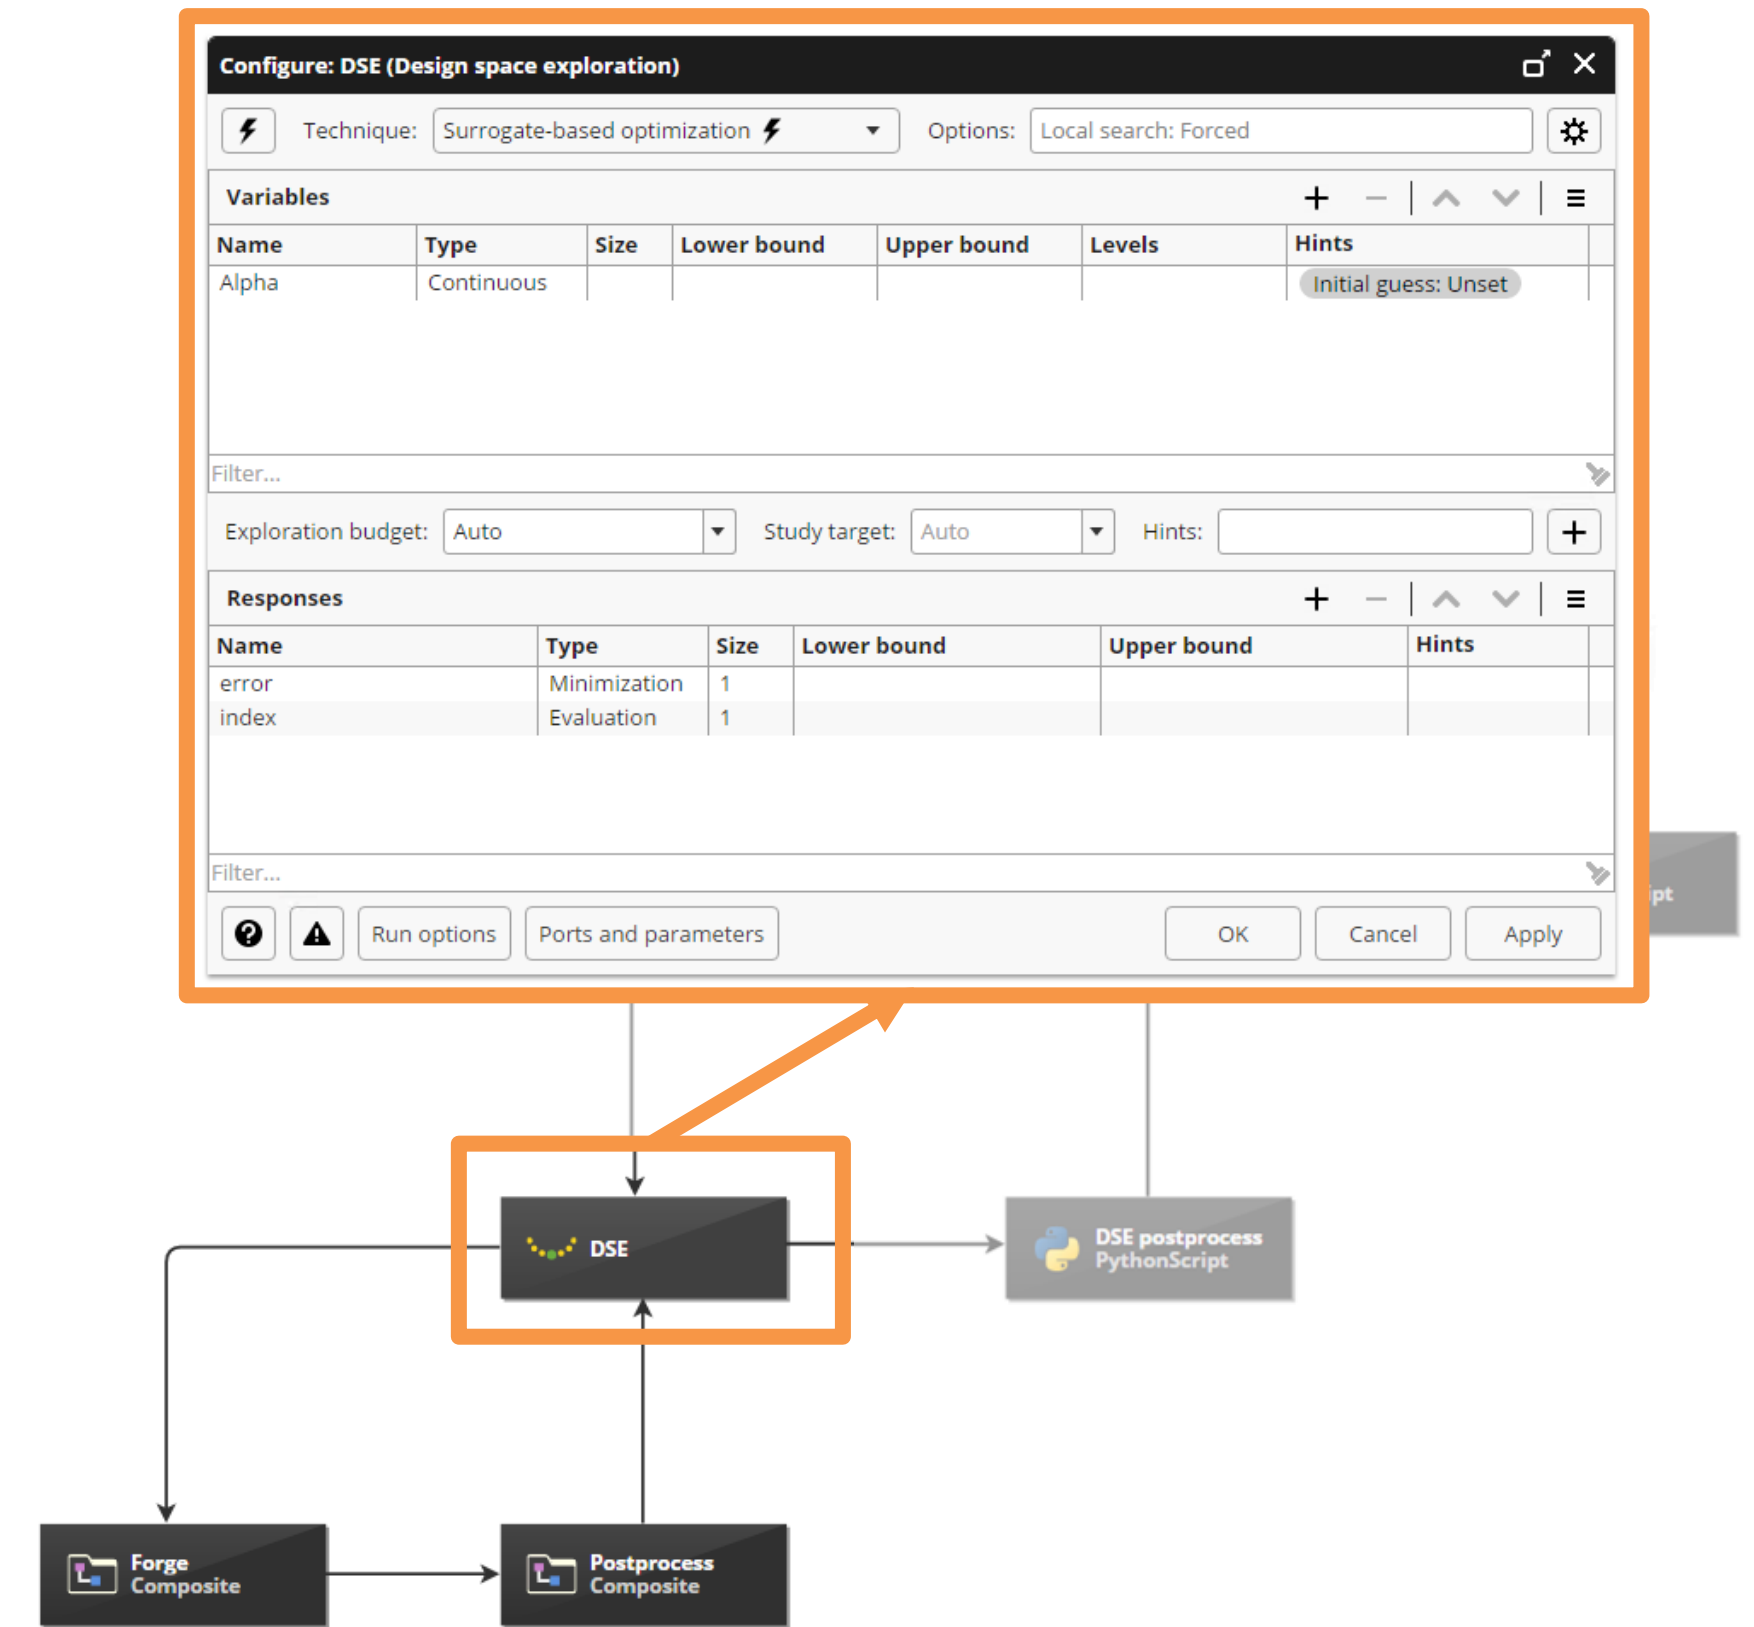 Configure: DSE (Design space exploration)
Technique: Surrogate-based optimization Options: Local search: Forced
Variables
Name Type Size Lower bound Upper bound Levels Hints
Alpha Continuous Initial guess: Unset
Filter...
Exploration budget: Auto Study target: Auto Hints:
Responses
Name Type Size Lower bound Upper bound Hints
error Minimization 1
index Evaluation 1
Filter...
Run options Ports and parameters OK Cancel Apply
DSE
DSE postprocess
PythonScript
Forge
Composite
Postprocess
Composite